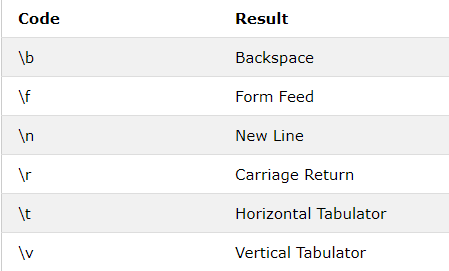 Code Result
\b Backspace
\f Form Feed
\n New Line
\r Carriage Return
\t Horizontal Tabulator
\v Vertical Tabulator